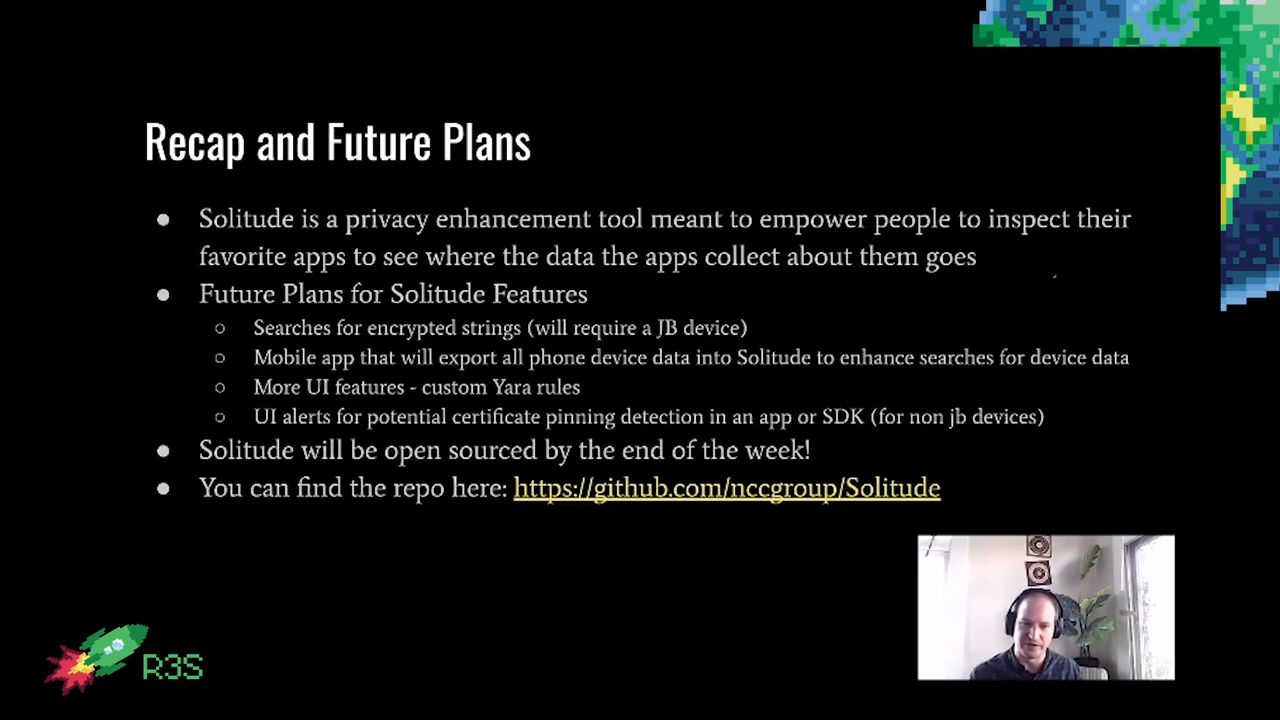 Recap and Future Plans
● Solitude is a privacy enhancement tool meant to empower people to inspect their
favorite apps to see where the data the apps collect about them goes
● Future Plans for Solitude Features
○ Searches for encrypted strings (will require a JB device)
○ Mobile app that will export all phone device data into Solitude to enhance searches for device data
○ More UI features - custom Yara rules
○ UI alerts for potential certificate pinning detection in an app or SDK (for non jb devices)
● Solitude will be open sourced by the end of the week!
● You can find the repo here: https://github.com/nccgroup/Solitude
R3S